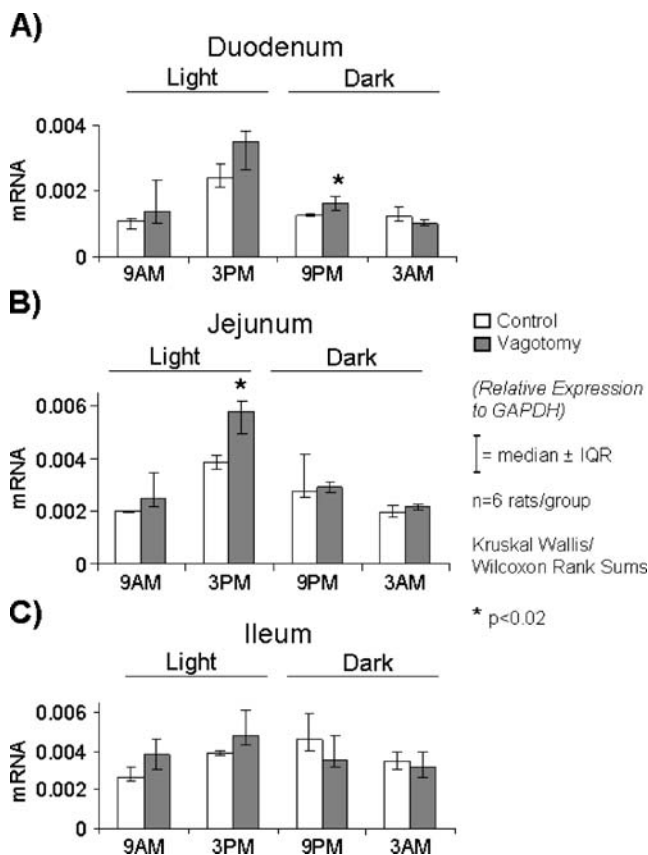 A)
Duodenum
Light Dark
mRNA
0.004
0.002
0
*
9AM 3PM 9PM 3AM
B)
Jejunum
Light Dark
mRNA
0.006
0.004
0.002
0
*
9AM 3PM 9PM 3AM
Control
Vagotomy
(Relative Expression
to GAPDH)
= median ± IQR
n=6 rats/group
Kruskal Wallis/
Wilcoxon Rank Sums
* p<0.02
C)
Ileum
Light Dark
mRNA
0.006
0.004
0.002
0
9AM 3PM 9PM 3AM